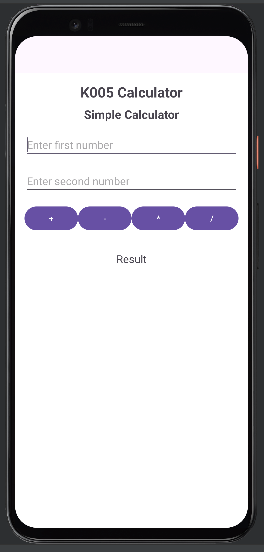 K005 Calculator
Simple Calculator
Enter first number
Enter second number
+ - * /
Result